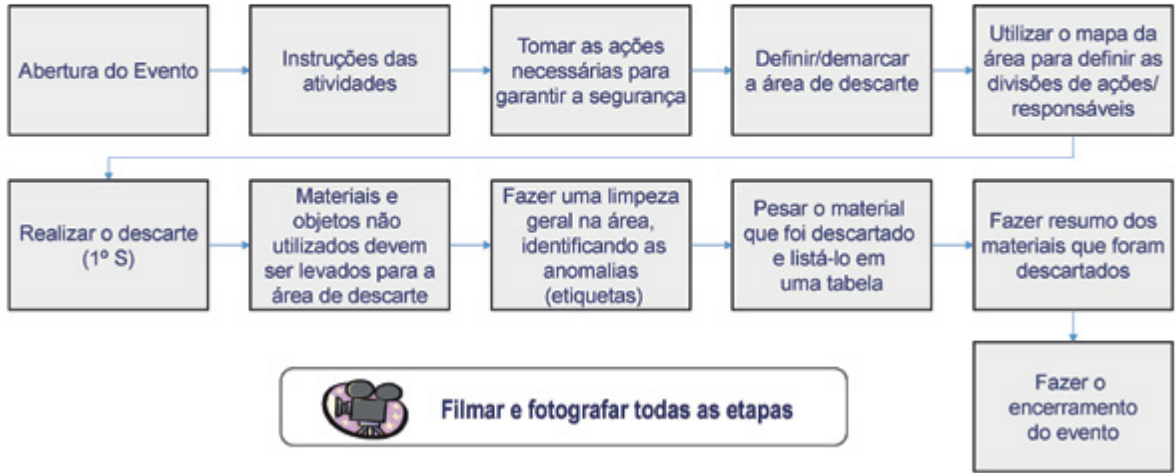 Abertura do Evento
Instruções das
atividades
Tomar as ações
necessárias para
garantir a segurança
Definir/demarcar
a área de descarte
Utilizar o mapa da
área para definir as
divisões de ações/
responsáveis
Realizar o descarte
(1º S)
Materiais e
objetos não
utilizados devem
ser levados para a
área de descarte
Fazer uma limpeza
geral na área,
identificando as
anomalias
(etiquetas)
Pesar o material
que foi descartado
e listá-lo em
uma tabela
Fazer resumo dos
materiais que foram
descartados
Fazer o
encerramento
do evento
Filmar e fotografar todas as etapas